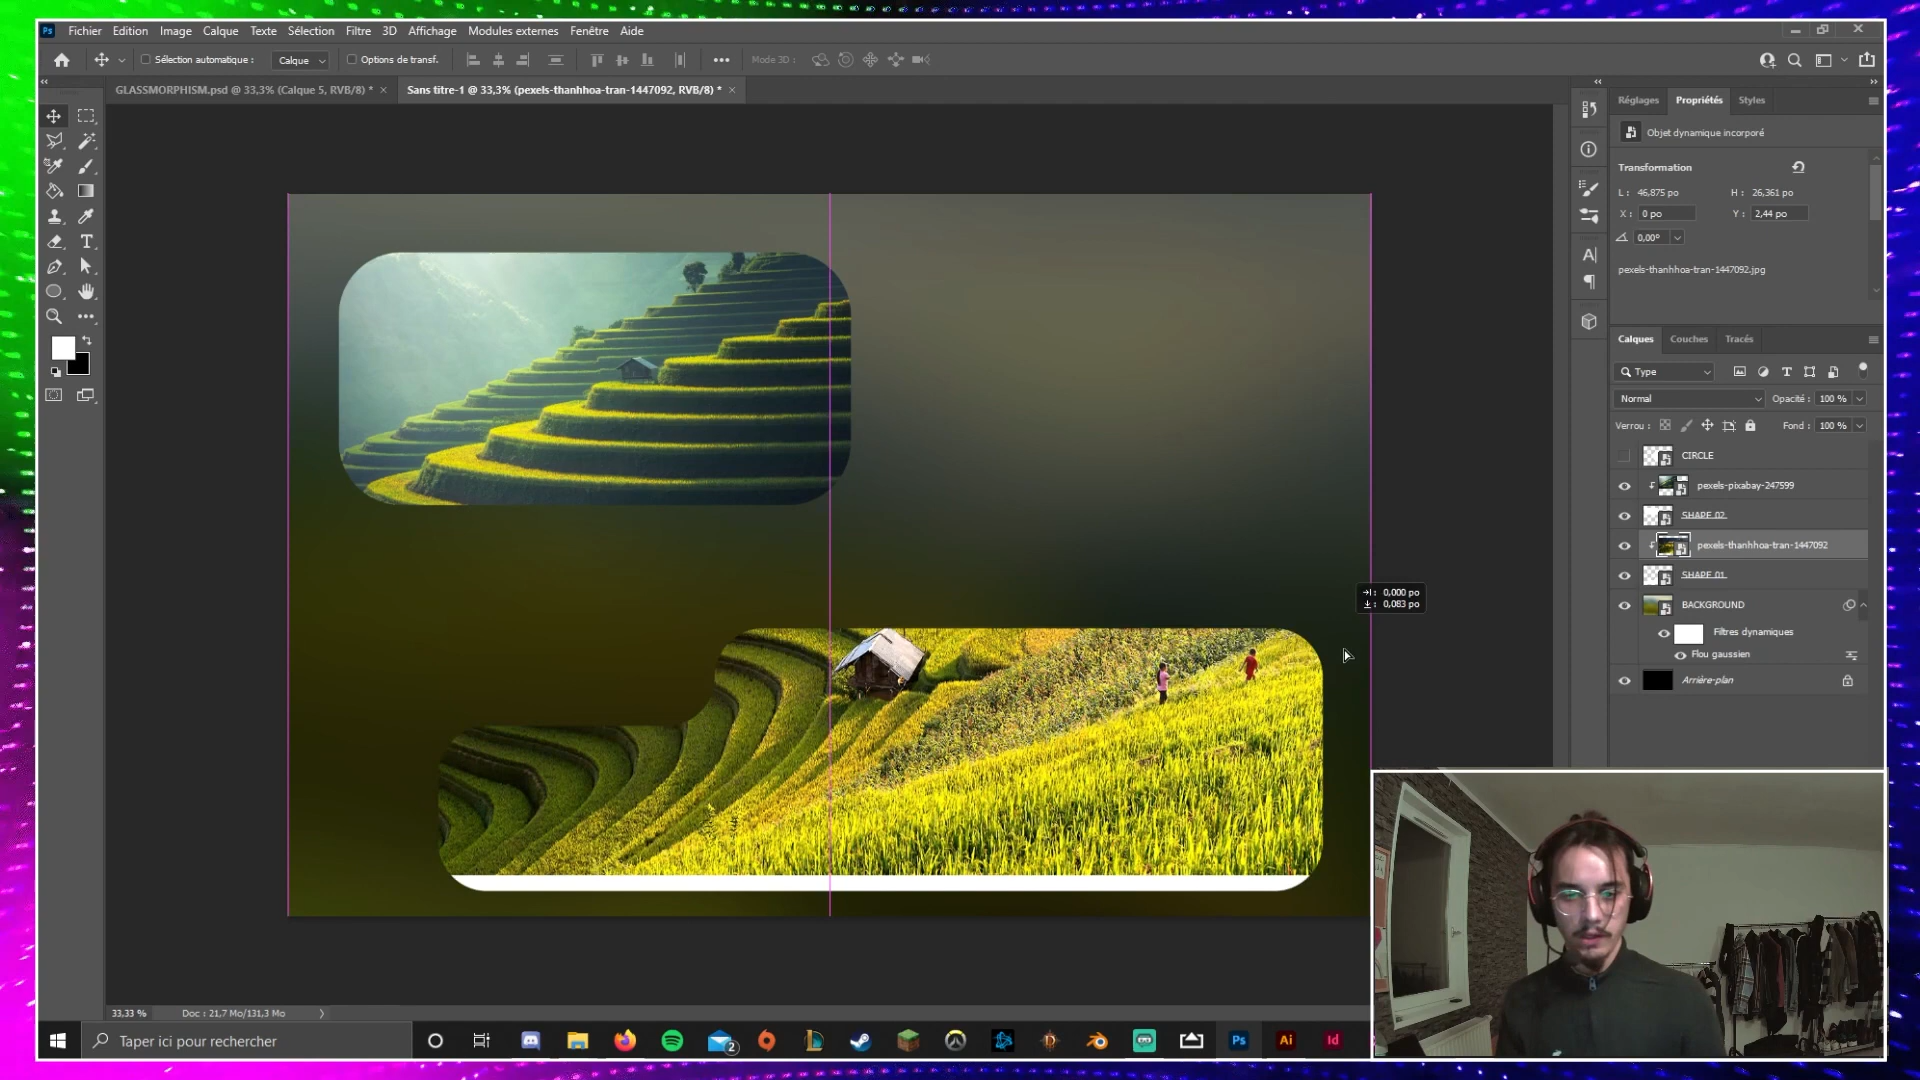 Ps Fichier Edition Image Calque Texte Sélection Filtre 3D Affichage Modules externes Fenêtre Aide
Sélection automatique : Calque Options de transf. Mode 3D :
GLASSMORPHISM.psd @ 33,3% (Calque 5, RVB/8) *
Sans titre-1 @ 33,3% (pexels-thanhhoa-tran-1447092, RVB/8) *
Réglages Propriétés Styles
Objet dynamique incorporé
Transformation
L : 46,875 po H : 26,361 po
X : 0 po Y : 2,44 po
0,00°
pexels-thanhhoa-tran-1447092.jpg
Calques Couches Tracés
Type
Normal Opacité : 100 %
Verrou : Fond : 100 %
CIRCLE
pexels-pixabay-247599
SHAPE 02
pexels-thanhhoa-tran-1447092
SHAPE 01
BACKGROUND
Filtres dynamiques
Flou gaussien
Arrière-plan
0,000 po
0,083 po
33,33 % Doc : 21,7 Mo/131,3 Mo
Taper ici pour rechercher
2
Ps
Ai
Id